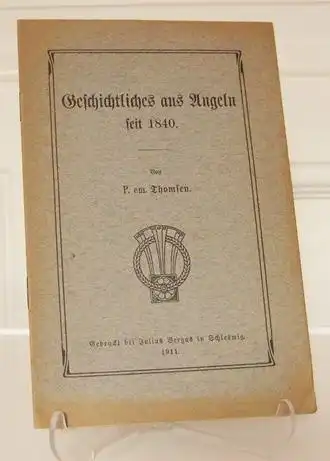 Geschichtliches aus Angeln
seit 1840.
Von
P. em. Thomsen.
Gedruckt bei Julius Bergas in Schleswig.
1911.